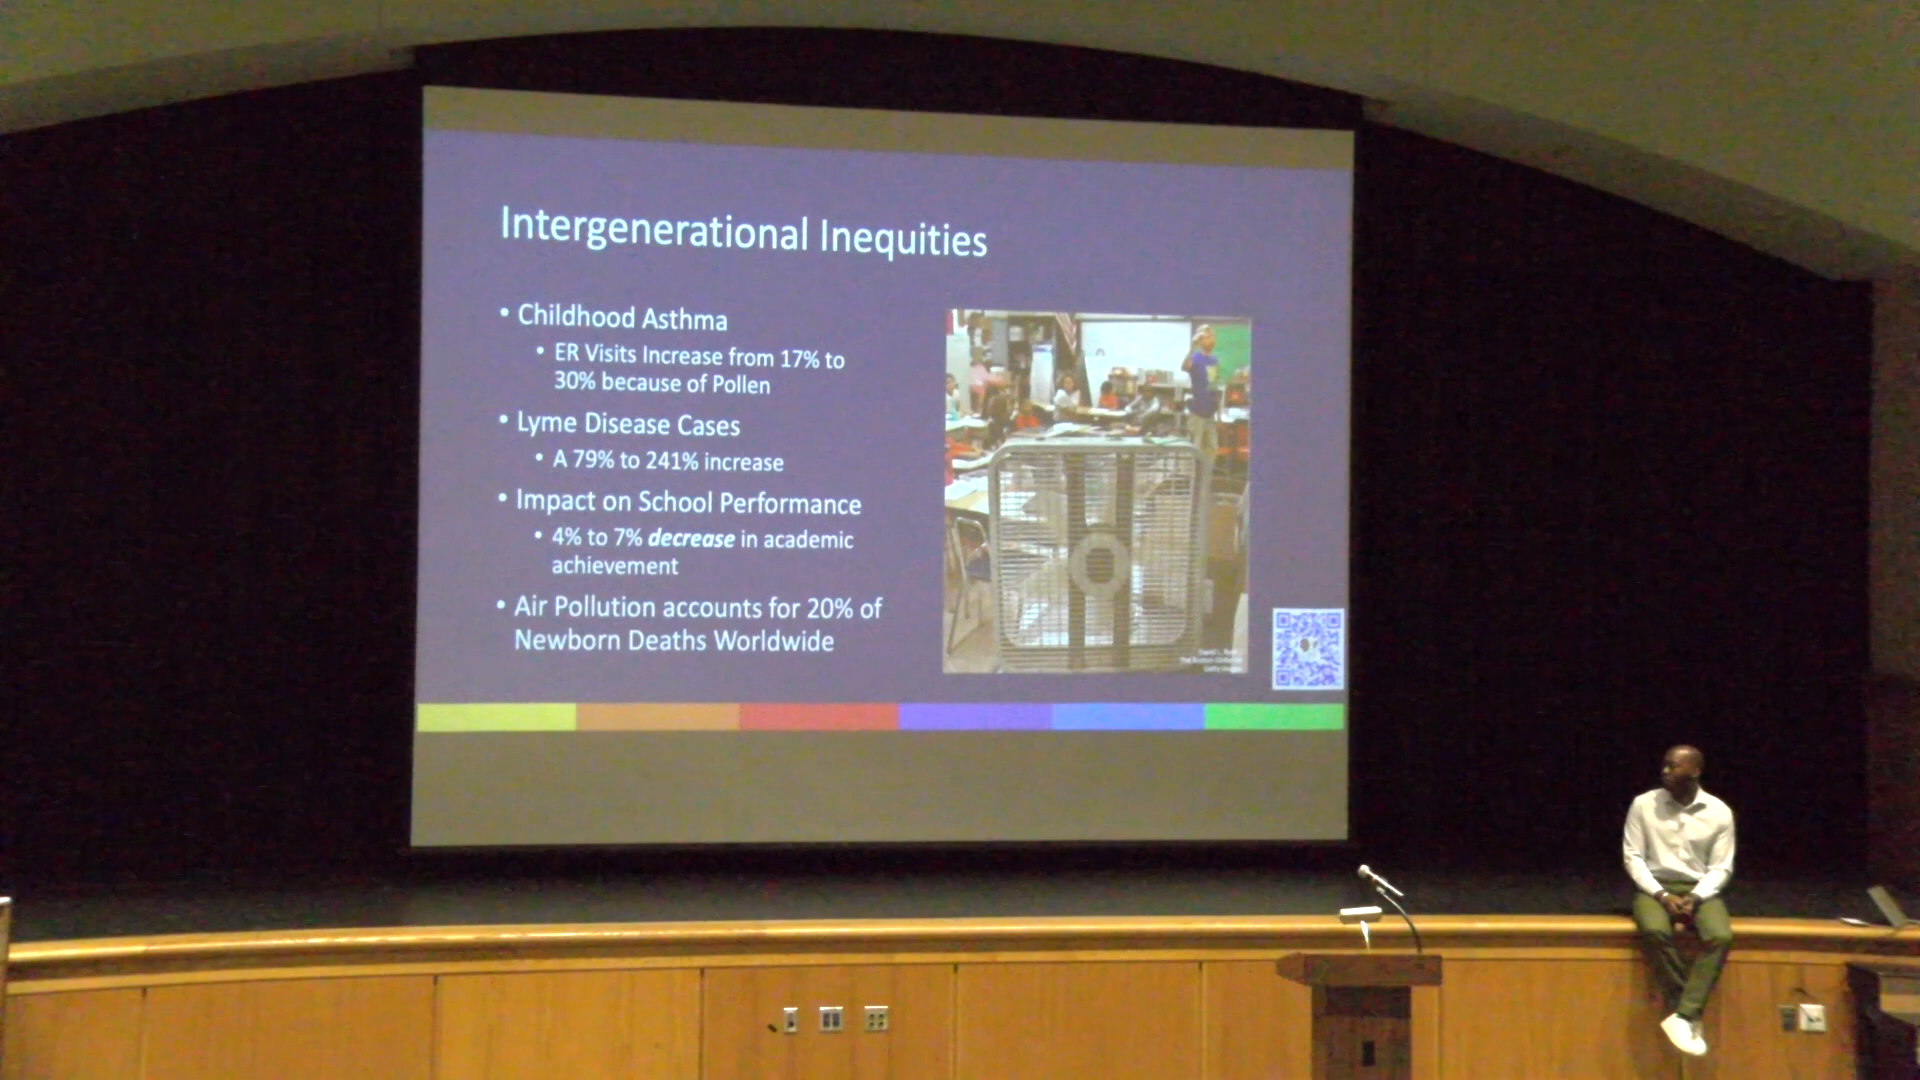 Intergenerational Inequities
• Childhood Asthma
• ER Visits Increase from 17% to
30% because of Pollen
• Lyme Disease Cases
• A 79% to 241% increase
• Impact on School Performance
• 4% to 7% decrease in academic
achievement
• Air Pollution accounts for 20% of
Newborn Deaths Worldwide